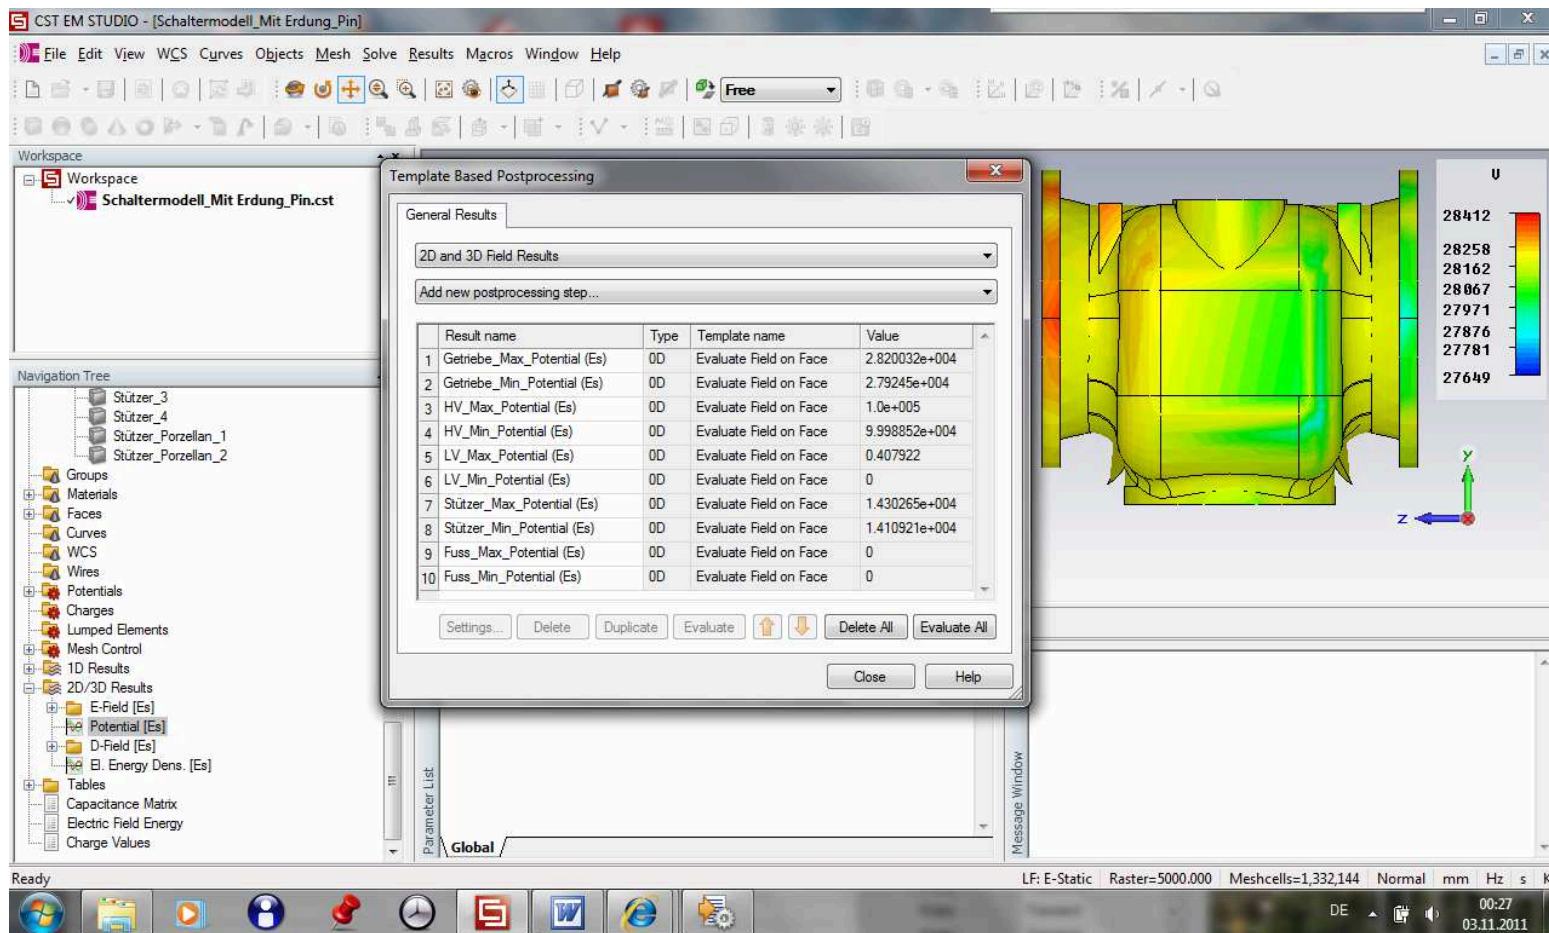 CST EM STUDIO - [Schaltermodell_Mit Erdung_Pin]
File Edit View WCS Curves Objects Mesh Solve Results Macros Window Help
Free
Workspace
Workspace
Schaltermodell_Mit Erdung_Pin.cst
Navigation Tree
Stützer_3
Stützer_4
Stützer_Porzellan_1
Stützer_Porzellan_2
Groups
Materials
Faces
Curves
WCS
Wires
Potentials
Charges
Lumped Elements
Mesh Control
1D Results
2D/3D Results
E-Field [Es]
Potential [Es]
D-Field [Es]
El. Energy Dens. [Es]
Tables
Capacitance Matrix
Electric Field Energy
Charge Values
Template Based Postprocessing
General Results
2D and 3D Field Results
Add new postprocessing step...
Result name Type Template name Value
1 Getriebe_Max_Potential (Es) 0D Evaluate Field on Face 2.820032e+004
2 Getriebe_Min_Potential (Es) 0D Evaluate Field on Face 2.79245e+004
3 HV_Max_Potential (Es) 0D Evaluate Field on Face 1.0e+005
4 HV_Min_Potential (Es) 0D Evaluate Field on Face 9.998852e+004
5 LV_Max_Potential (Es) 0D Evaluate Field on Face 0.407922
6 LV_Min_Potential (Es) 0D Evaluate Field on Face 0
7 Stützer_Max_Potential (Es) 0D Evaluate Field on Face 1.430265e+004
8 Stützer_Min_Potential (Es) 0D Evaluate Field on Face 1.410921e+004
9 Fuss_Max_Potential (Es) 0D Evaluate Field on Face 0
10 Fuss_Min_Potential (Es) 0D Evaluate Field on Face 0
Settings... Delete Duplicate Evaluate Delete All Evaluate All
Close Help
V
28412
28258
28162
28067
27971
27876
27781
27649
y
z
Parameter List
Global
Message Window
Ready
LF: E-Static Raster=5000.000 Meshcells=1,332,144 Normal mm Hz s K
DE
00:27
03.11.2011